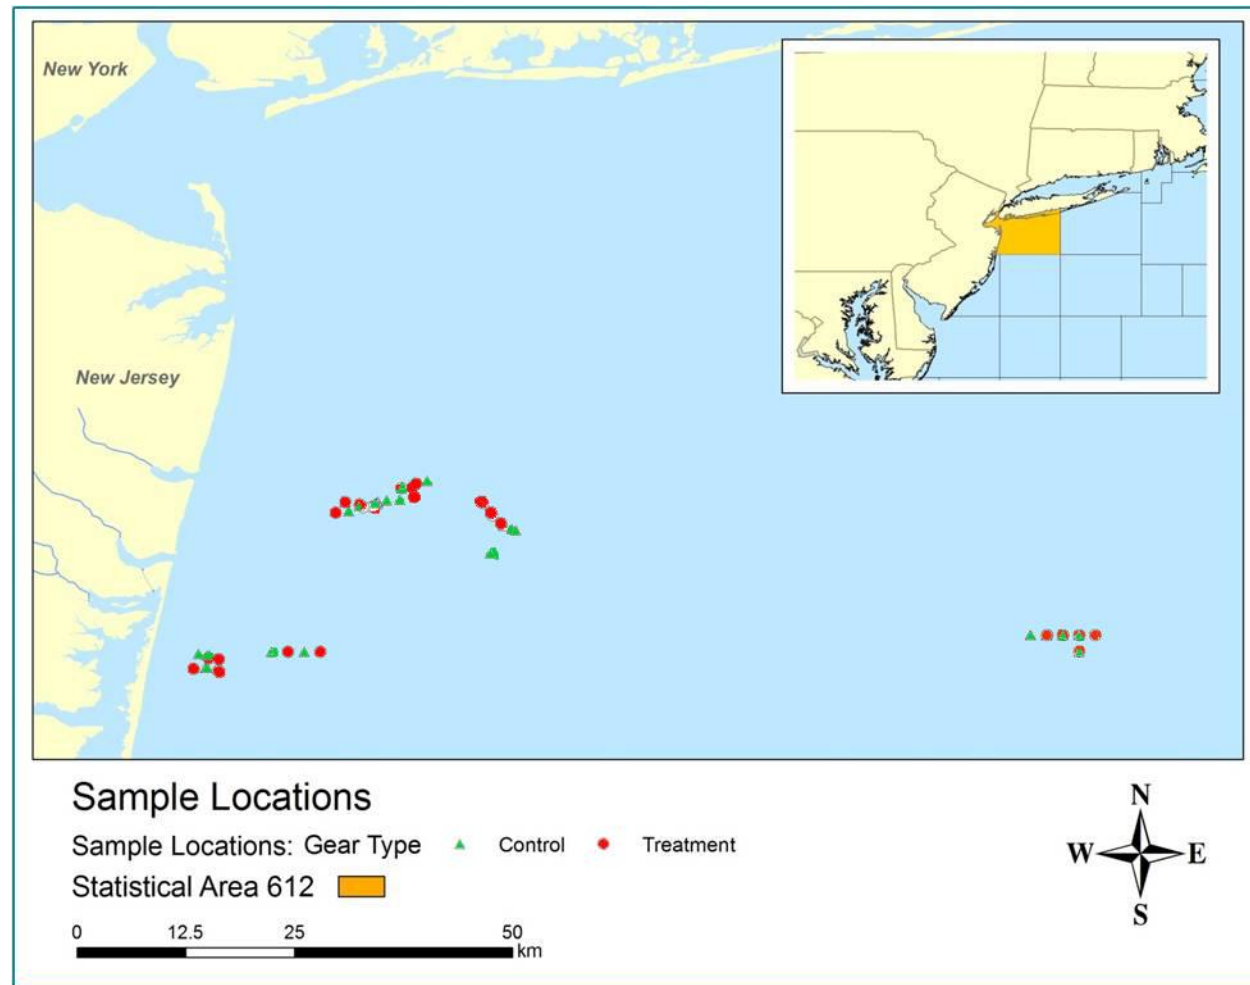 New York
New Jersey
Sample Locations
Sample Locations: Gear Type Control Treatment
Statistical Area 612
0 12.5 25 50
km
N
W E
S